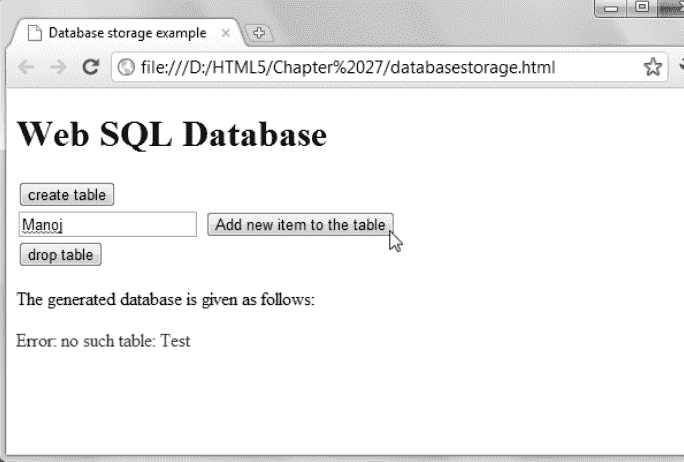 Database storage example
file:///D:/HTML5/Chapter%2027/databasestorage.html
Web SQL Database
create table
Manoj Add new item to the table
drop table
The generated database is given as follows:
Error: no such table: Test